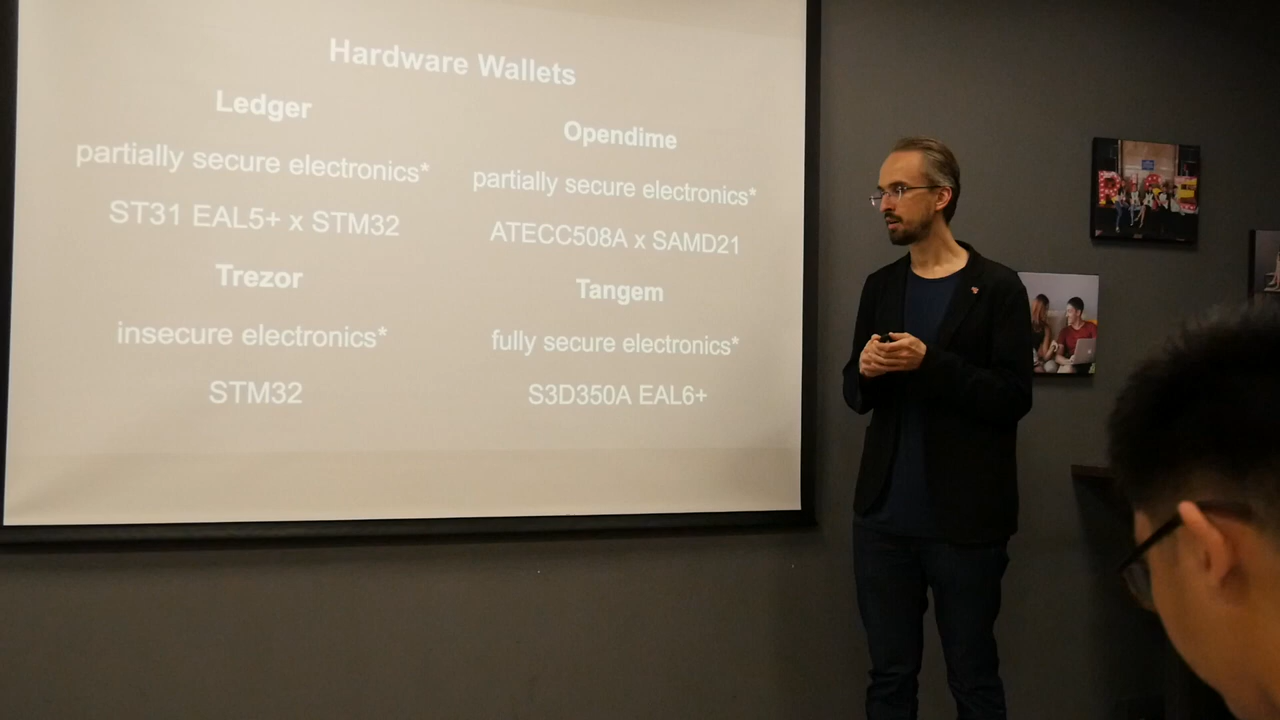 Hardware Wallets
Ledger
partially secure electronics*
ST31 EAL5+ x STM32
Trezor
insecure electronics*
STM32
Opendime
partially secure electronics*
ATECC508A x SAMD21
Tangem
fully secure electronics*
S3D350A EAL6+